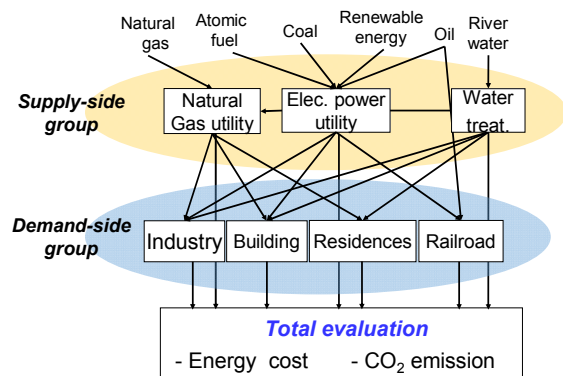 Natural
gas
Atomic
fuel
Coal
Renewable
energy
Oil
River
water
Supply-side
group
Natural
Gas utility
Elec. power
utility
Water
treat.
Demand-side
group
Industry
Building
Residences
Railroad
Total evaluation
- Energy cost
- CO2 emission